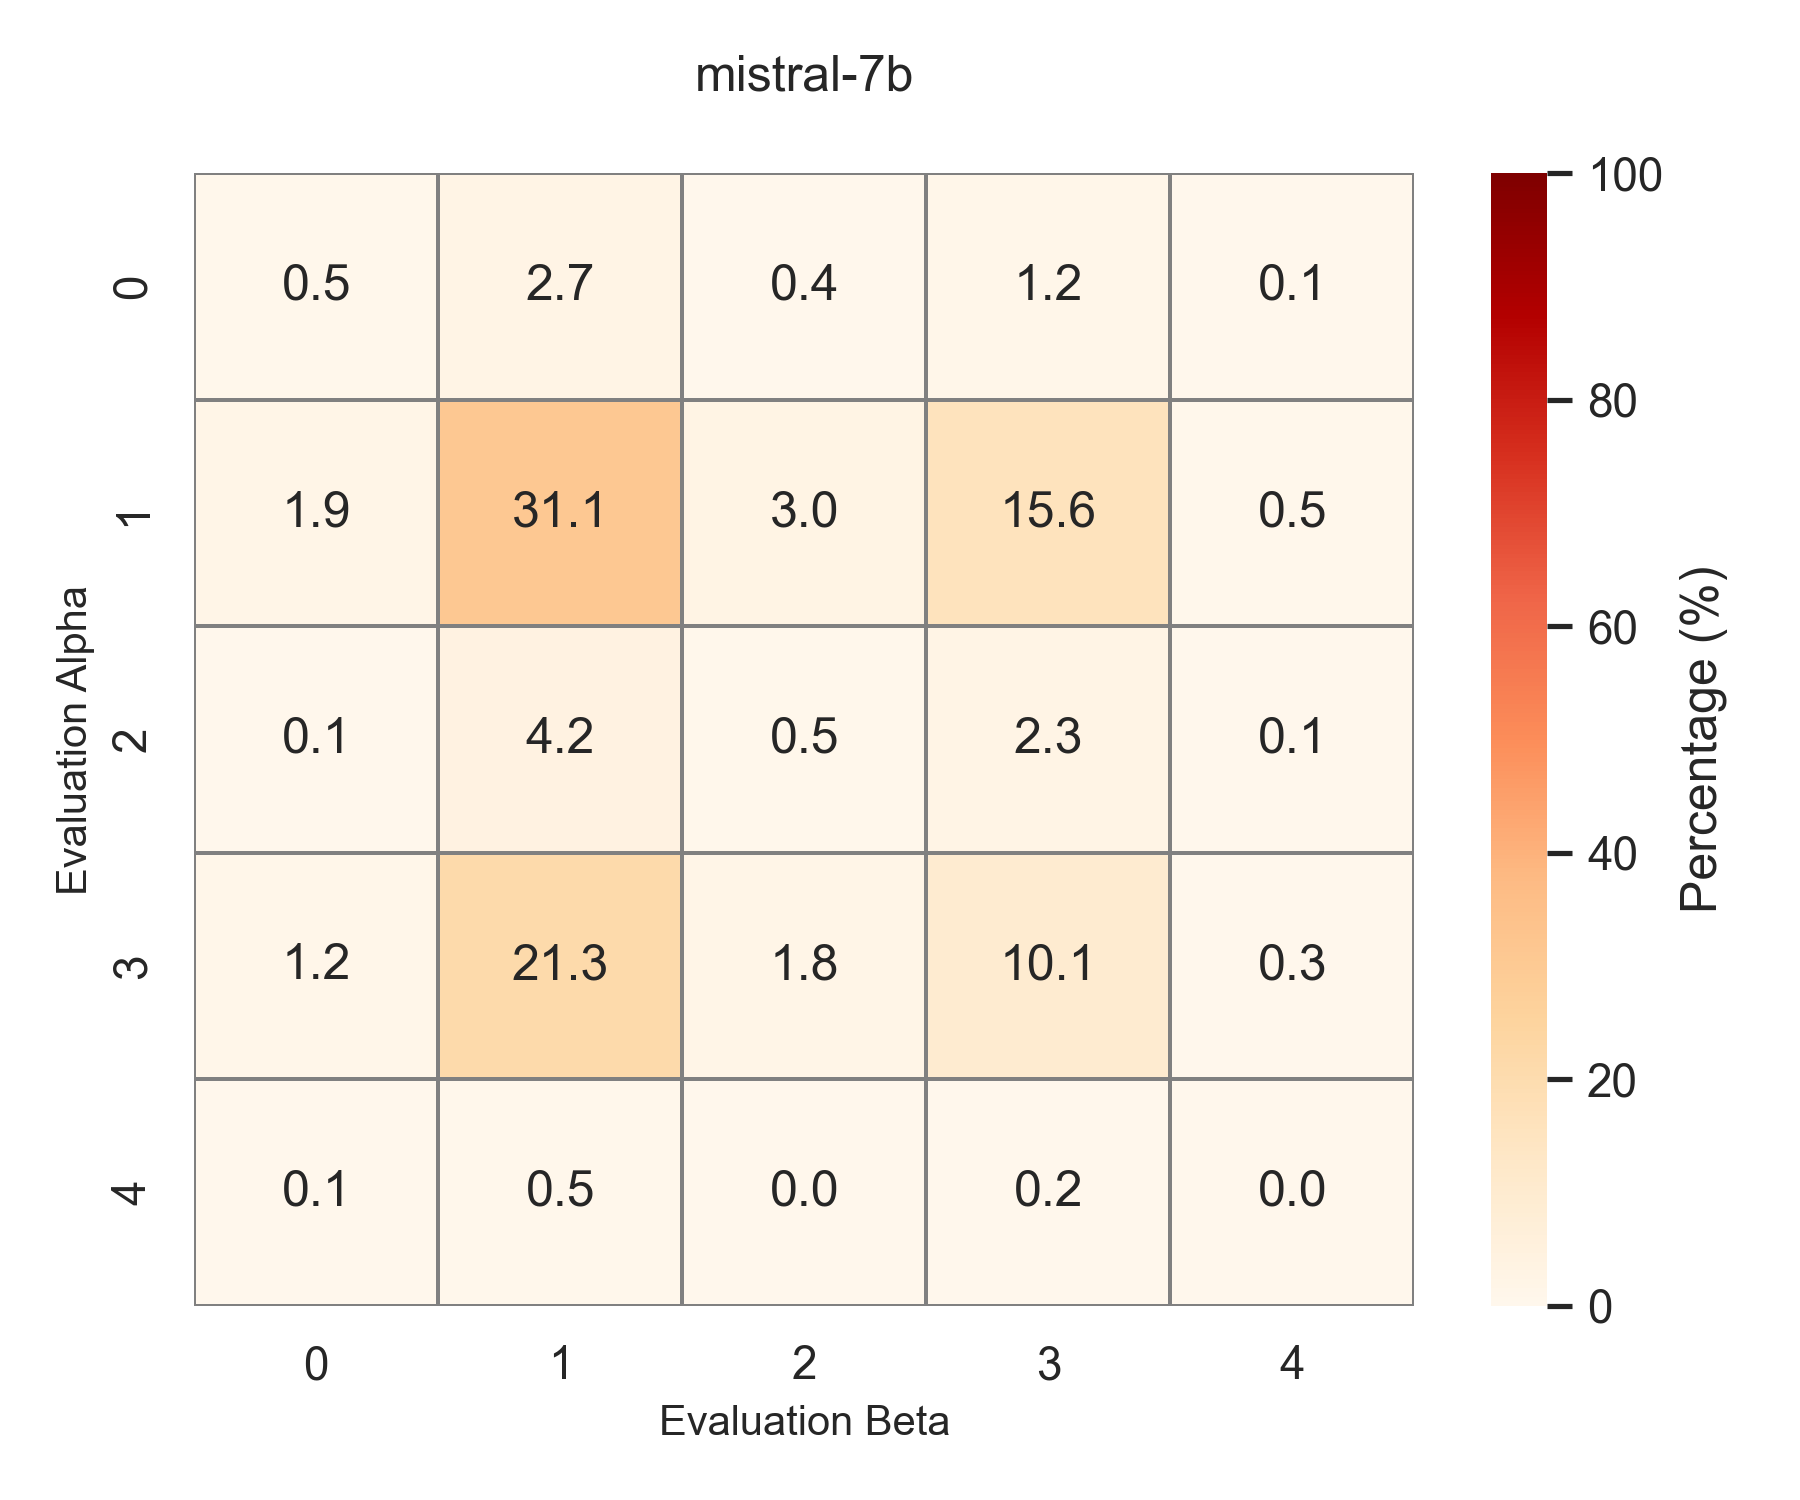 mistral-7b
0 0.5 2.7 0.4 1.2 0.1
1 1.9 31.1 3.0 15.6 0.5
2 0.1 4.2 0.5 2.3 0.1
3 1.2 21.3 1.8 10.1 0.3
4 0.1 0.5 0.0 0.2 0.0
0 1 2 3 4
Evaluation Beta
Evaluation Alpha
100
80
60
40
20
0
Percentage (%)